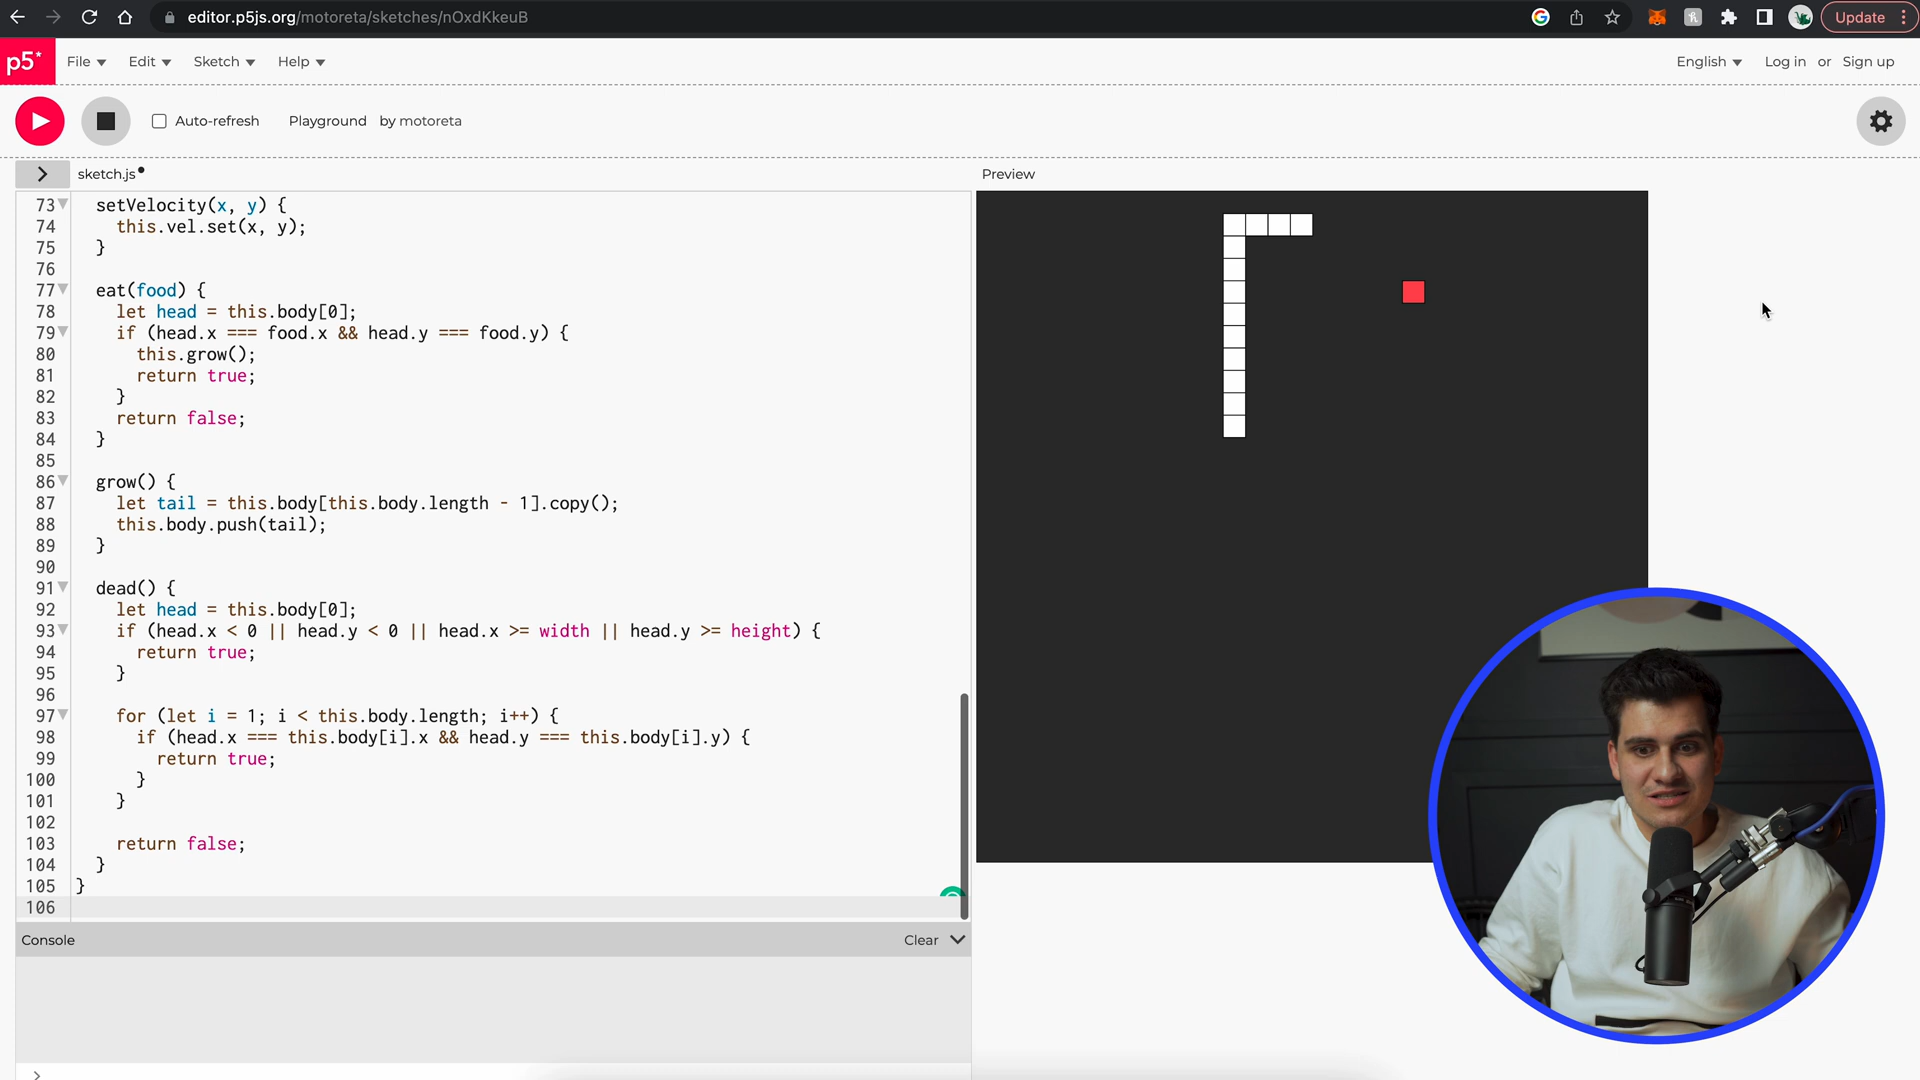 editor.p5js.org/motoreta/sketches/nOxdKkeuB
Update
p5*
File Edit Sketch Help
English Log in or Sign up
Auto-refresh Playground by motoreta
sketch.js
Preview
73 setVelocity(x, y) {
74 this.vel.set(x, y);
75 }
76
77 eat(food) {
78 let head = this.body[0];
79 if (head.x === food.x && head.y === food.y) {
80 this.grow();
81 return true;
82 }
83 return false;
84 }
85
86 grow() {
87 let tail = this.body[this.body.length - 1].copy();
88 this.body.push(tail);
89 }
90
91 dead() {
92 let head = this.body[0];
93 if (head.x < 0 || head.y < 0 || head.x >= width || head.y >= height) {
94 return true;
95 }
96
97 for (let i = 1; i < this.body.length; i++) {
98 if (head.x === this.body[i].x && head.y === this.body[i].y) {
99 return true;
100 }
101 }
102
103 return false;
104 }
105 }
106
Console Clear
>